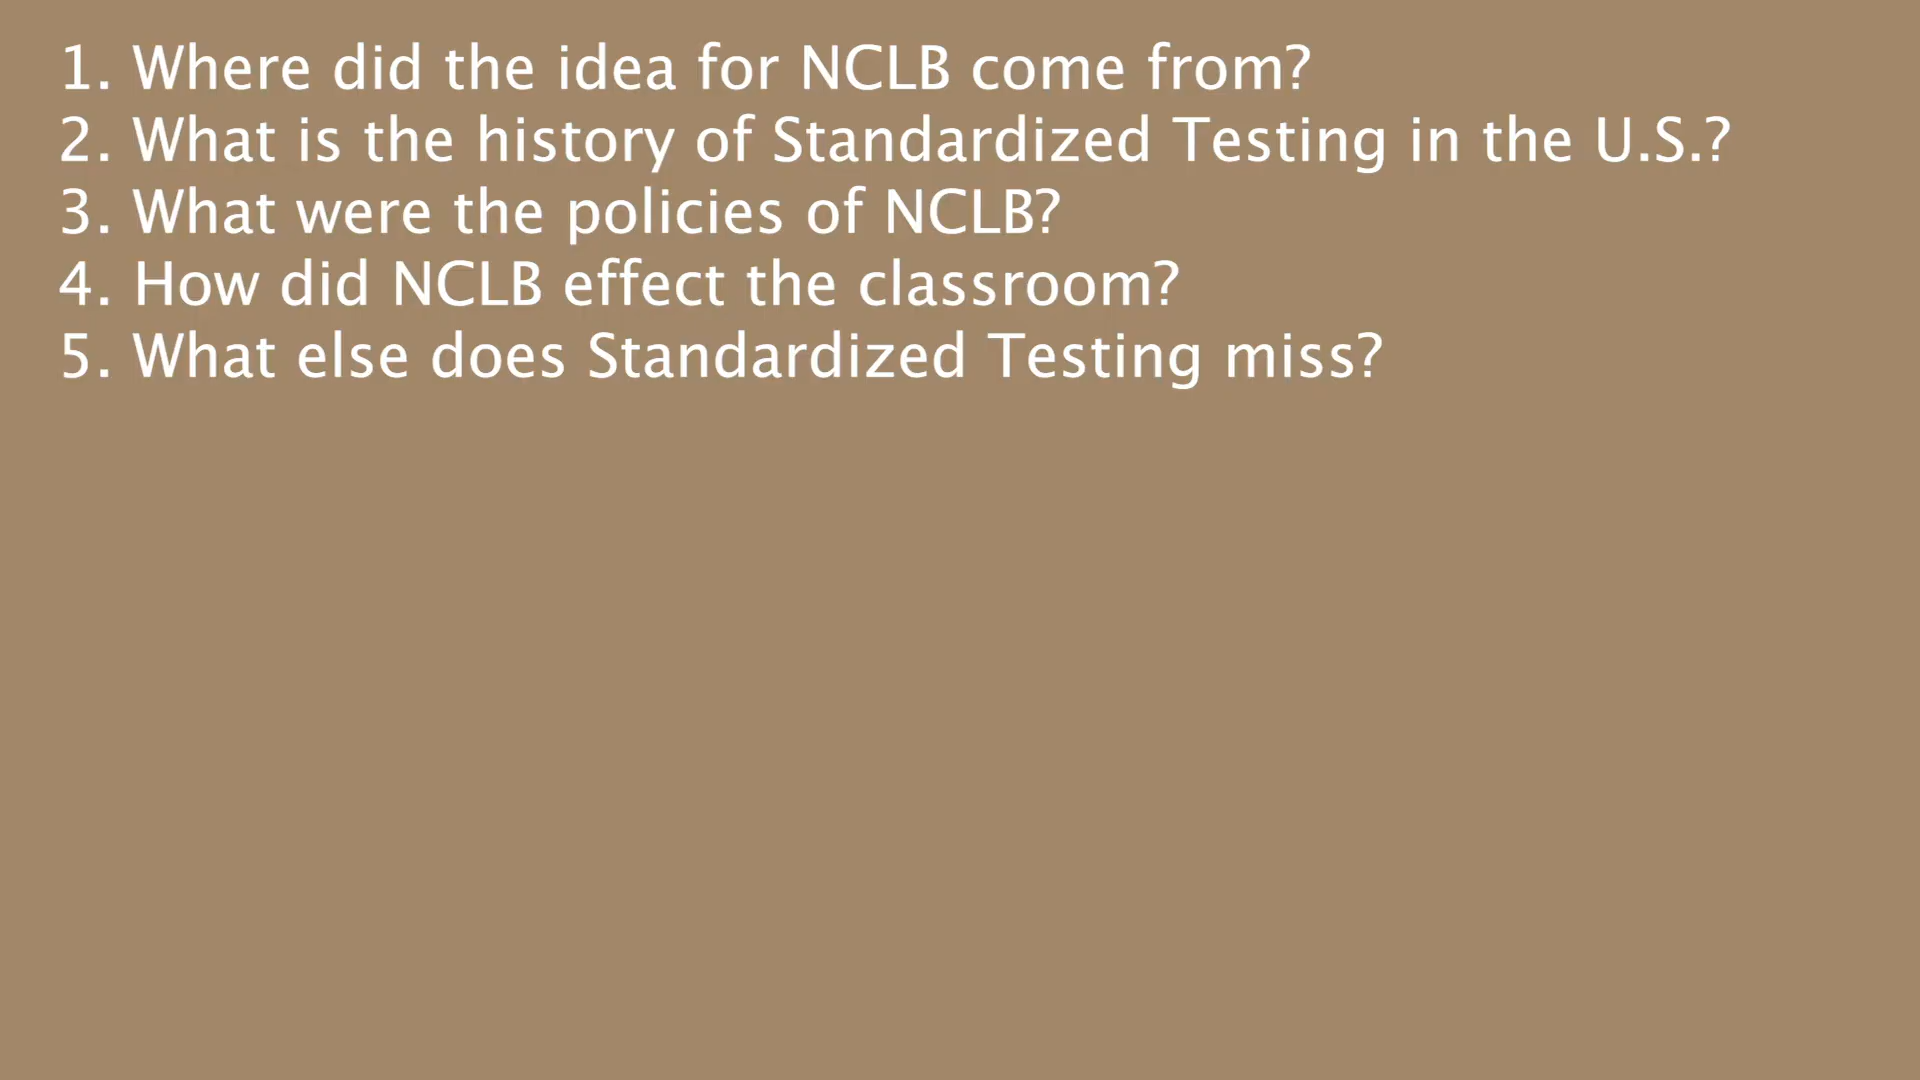 1. Where did the idea for NCLB come from?
2. What is the history of Standardized Testing in the U.S.?
3. What were the policies of NCLB?
4. How did NCLB effect the classroom?
5. What else does Standardized Testing miss?